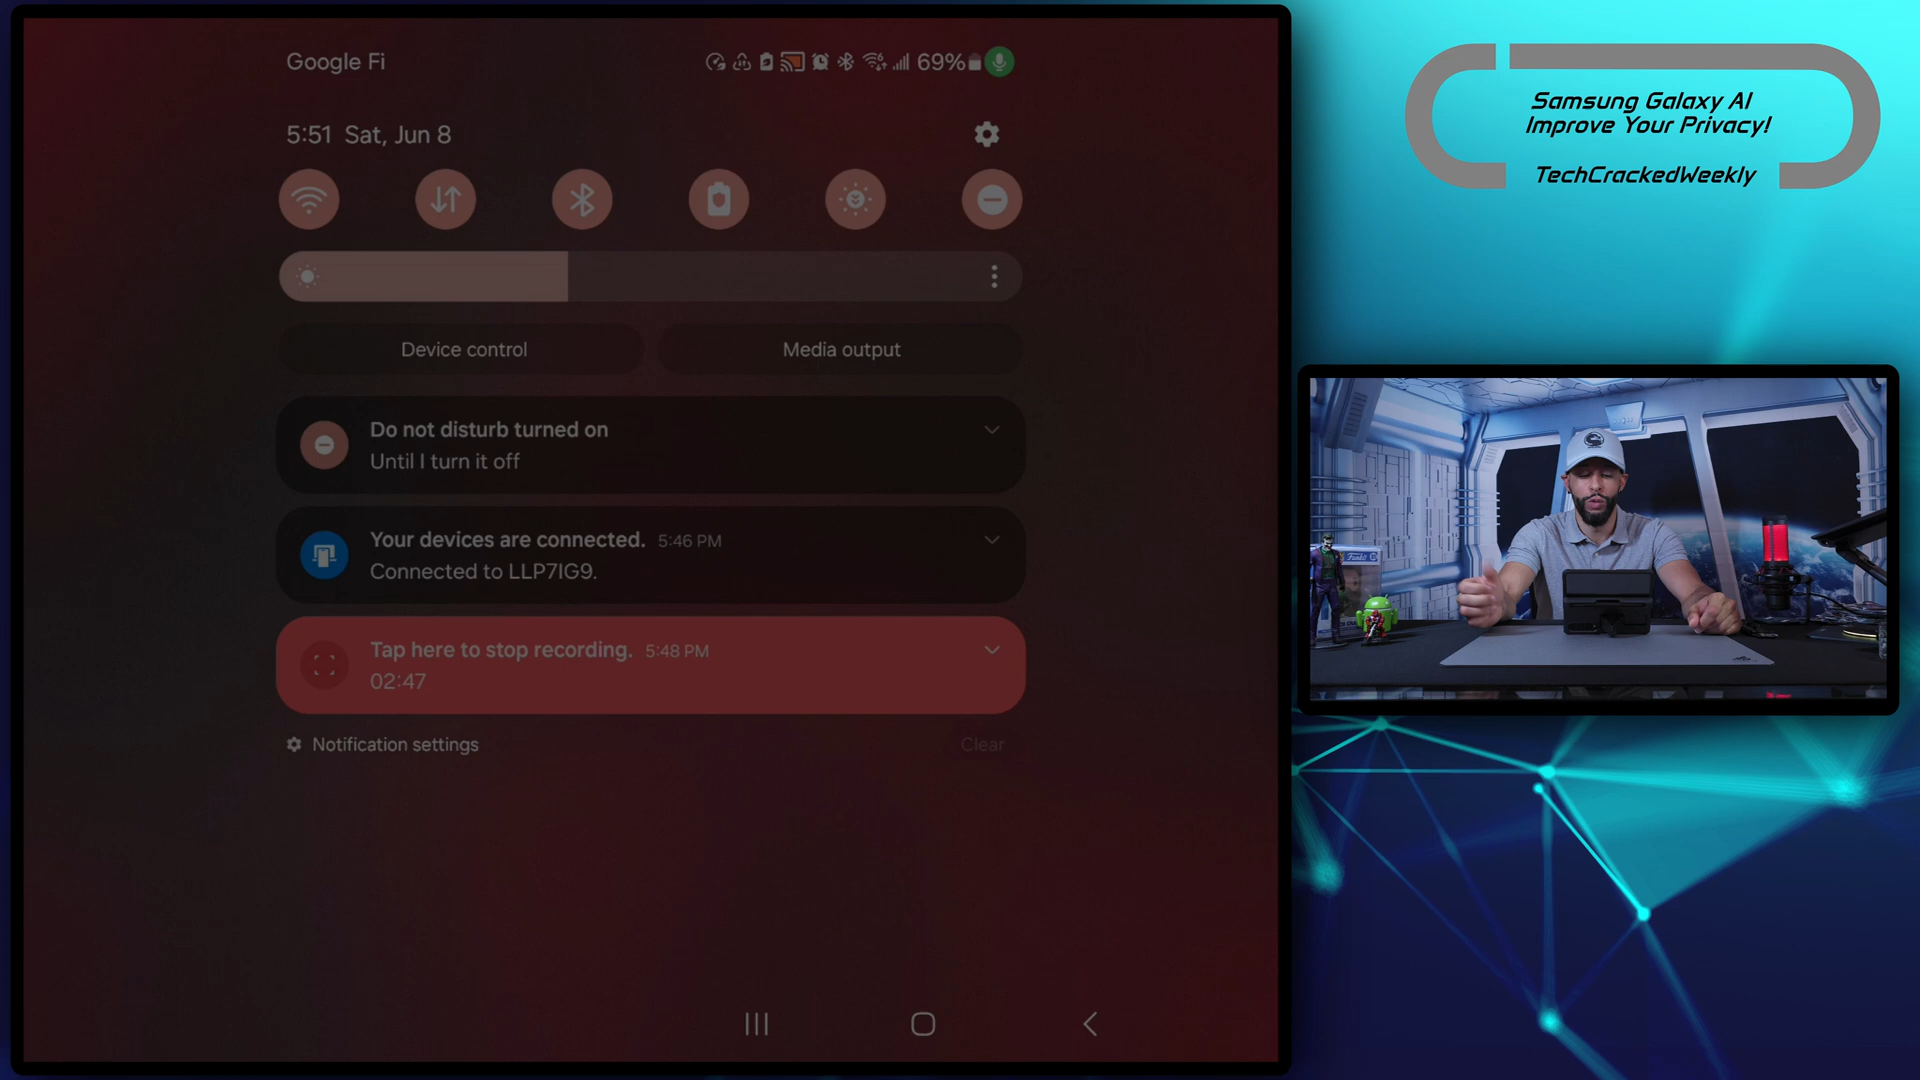 Google Fi
69%
5:51 Sat, Jun 8
Device control
Media output
Do not disturb turned on
Until I turn it off
Your devices are connected. 5:46 PM
Connected to LLP7IG9.
Tap here to stop recording. 5:48 PM
02:47
Notification settings
Clear
Samsung Galaxy AI
Improve Your Privacy!
TechCrackedWeekly